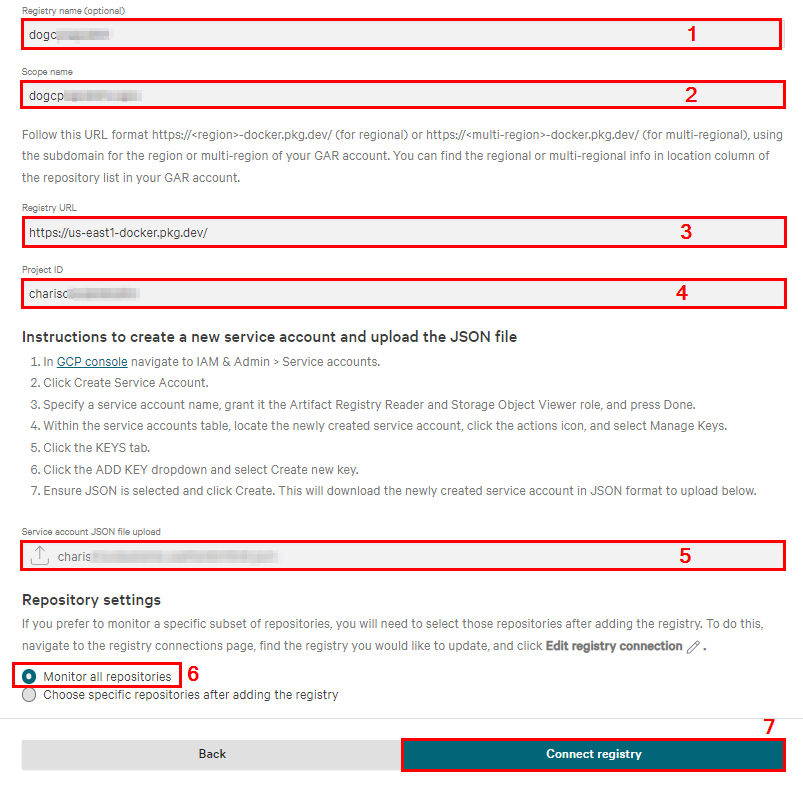 Registry name (optional)
dogc
1
Scope name
dogcp
2
Follow this URL format https://<region>-docker.pkg.dev/ (for regional) or https://<multi-region>-docker.pkg.dev/ (for multi-regional), using
the subdomain for the region or multi-region of your GAR account. You can find the regional or multi-regional info in location column of
the repository list in your GAR account.
Registry URL
https://us-east1-docker.pkg.dev/
3
Project ID
charisc
4
Instructions to create a new service account and upload the JSON file
1. In GCP console navigate to IAM & Admin > Service accounts.
2. Click Create Service Account.
3. Specify a service account name, grant it the Artifact Registry Reader and Storage Object Viewer role, and press Done.
4. Within the service accounts table, locate the newly created service account, click the actions icon, and select Manage Keys.
5. Click the KEYS tab.
6. Click the ADD KEY dropdown and select Create new key.
7. Ensure JSON is selected and click Create. This will download the newly created service account in JSON format to upload below.
Service account JSON file upload
charis
5
Repository settings
If you prefer to monitor a specific subset of repositories, you will need to select those repositories after adding the registry. To do this,
navigate to the registry connections page, find the registry you would like to update, and click Edit registry connection .
Monitor all repositories
6
Choose specific repositories after adding the registry
7
Back
Connect registry